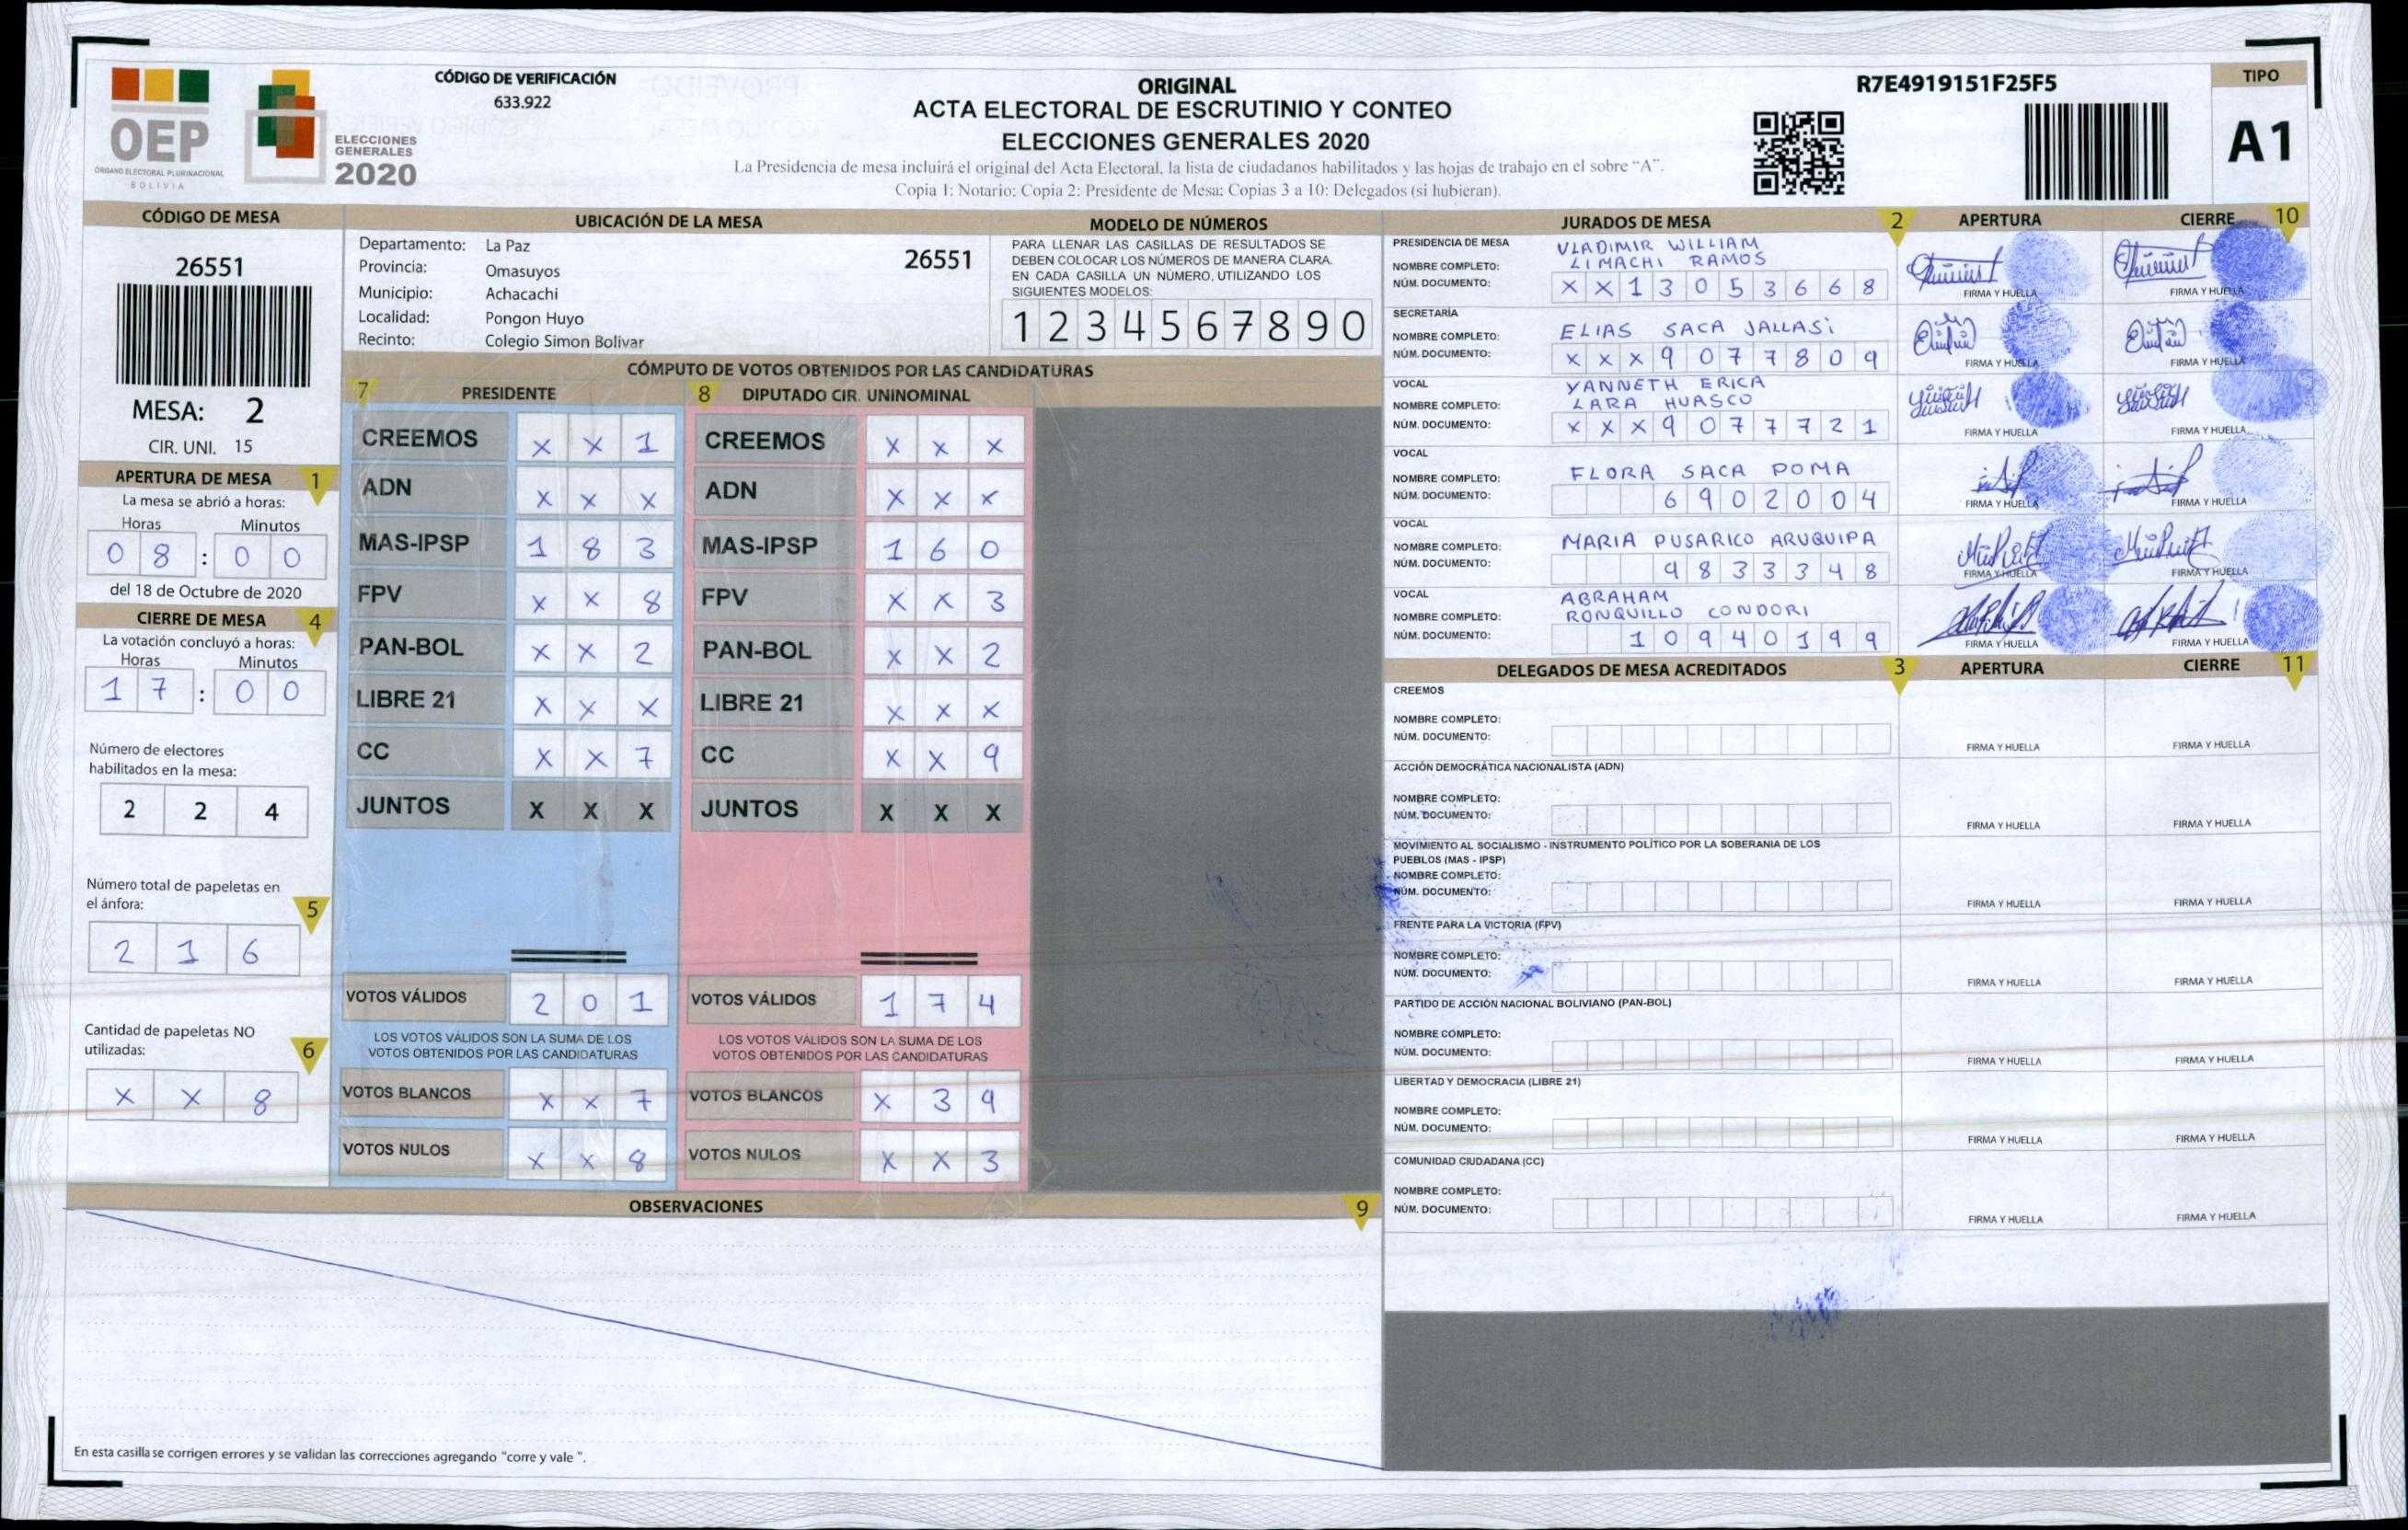 OEP
ÓRGANO ELECTORAL PLURINACIONAL
BOLIVIA
ELECCIONES
GENERALES
2020
CÓDIGO DE VERIFICACIÓN
633.922
ORIGINAL
ACTA ELECTORAL DE ESCRUTINIO Y CONTEO
ELECCIONES GENERALES 2020
La Presidencia de mesa incluirá el original del Acta Electoral, la lista de ciudadanos habilitados y las hojas de trabajo en el sobre “A”.
Copia 1: Notario; Copia 2: Presidente de Mesa; Copias 3 a 10: Delegados (si hubieran).
R7E4919151F25F5
TIPO
A1
CÓDIGO DE MESA
26551
MESA: 2
CIR. UNI. 15
APERTURA DE MESA 1
La mesa se abrió a horas:
Horas Minutos
0 8 : 0 0
del 18 de Octubre de 2020
CIERRE DE MESA 4
La votación concluyó a horas:
Horas Minutos
1 7 : 0 0
Número de electores
habilitados en la mesa:
2 2 4
Número total de papeletas en
el ánfora: 5
2 1 6
Cantidad de papeletas NO
utilizadas: 6
X X 8
UBICACIÓN DE LA MESA
Departamento: La Paz 26551
Provincia: Omasuyos
Municipio: Achacachi
Localidad: Pongon Huyo
Recinto: Colegio Simon Bolivar
MODELO DE NÚMEROS
PARA LLENAR LAS CASILLAS DE RESULTADOS SE
DEBEN COLOCAR LOS NÚMEROS DE MANERA CLARA.
EN CADA CASILLA UN NÚMERO, UTILIZANDO LOS
SIGUIENTES MODELOS:
1 2 3 4 5 6 7 8 9 0
CÓMPUTO DE VOTOS OBTENIDOS POR LAS CANDIDATURAS
7 PRESIDENTE 8 DIPUTADO CIR. UNINOMINAL
CREEMOS X X 1 CREEMOS X X X
ADN X X X ADN X X X
MAS-IPSP 1 8 3 MAS-IPSP 1 6 0
FPV X X 8 FPV X X 3
PAN-BOL X X 2 PAN-BOL X X 2
LIBRE 21 X X X LIBRE 21 X X X
CC X X 7 CC X X 9
JUNTOS X X X JUNTOS X X X
VOTOS VÁLIDOS 2 0 1 VOTOS VÁLIDOS 1 7 4
LOS VOTOS VÁLIDOS SON LA SUMA DE LOS LOS VOTOS VÁLIDOS SON LA SUMA DE LOS
VOTOS OBTENIDOS POR LAS CANDIDATURAS VOTOS OBTENIDOS POR LAS CANDIDATURAS
VOTOS BLANCOS X X 7 VOTOS BLANCOS X 3 9
VOTOS NULOS X X 8 VOTOS NULOS X X 3
OBSERVACIONES 9
En esta casilla se corrigen errores y se validan las correcciones agregando "corre y vale ".
JURADOS DE MESA 2 APERTURA CIERRE 10
PRESIDENCIA DE MESA
NOMBRE COMPLETO: VLADIMIR WILLIAM
LIMACHI RAMOS
NÚM. DOCUMENTO: X X 1 3 0 5 3 6 6 8 FIRMA Y HUELLA FIRMA Y HUELLA
SECRETARÍA
NOMBRE COMPLETO: ELIAS SACA JALLASi
NÚM. DOCUMENTO: X X X 9 0 7 7 8 0 9 FIRMA Y HUELLA FIRMA Y HUELLA
VOCAL
NOMBRE COMPLETO: YANNETH ERICA
LARA HUASCO
NÚM. DOCUMENTO: X X X 9 0 7 7 7 2 1 FIRMA Y HUELLA FIRMA Y HUELLA
VOCAL
NOMBRE COMPLETO: FLORA SACA POMA
NÚM. DOCUMENTO: 6 9 0 2 0 0 4 FIRMA Y HUELLA FIRMA Y HUELLA
VOCAL
NOMBRE COMPLETO: MARIA PUSARICO ARUQUIPA
NÚM. DOCUMENTO: 9 8 3 3 3 4 8 FIRMA Y HUELLA FIRMA Y HUELLA
VOCAL
NOMBRE COMPLETO: ABRAHAM
RONQUILLO CONDORI
NÚM. DOCUMENTO: 1 0 9 4 0 1 9 9 FIRMA Y HUELLA FIRMA Y HUELLA
DELEGADOS DE MESA ACREDITADOS 3 APERTURA CIERRE 11
CREEMOS
NOMBRE COMPLETO:
NÚM. DOCUMENTO: FIRMA Y HUELLA FIRMA Y HUELLA
ACCIÓN DEMOCRÁTICA NACIONALISTA (ADN)
NOMBRE COMPLETO:
NÚM. DOCUMENTO: FIRMA Y HUELLA FIRMA Y HUELLA
MOVIMIENTO AL SOCIALISMO - INSTRUMENTO POLÍTICO POR LA SOBERANIA DE LOS
PUEBLOS (MAS - IPSP)
NOMBRE COMPLETO:
NÚM. DOCUMENTO: FIRMA Y HUELLA FIRMA Y HUELLA
FRENTE PARA LA VICTORIA (FPV)
NOMBRE COMPLETO:
NÚM. DOCUMENTO: FIRMA Y HUELLA FIRMA Y HUELLA
PARTIDO DE ACCIÓN NACIONAL BOLIVIANO (PAN-BOL)
NOMBRE COMPLETO:
NÚM. DOCUMENTO: FIRMA Y HUELLA FIRMA Y HUELLA
LIBERTAD Y DEMOCRACIA (LIBRE 21)
NOMBRE COMPLETO:
NÚM. DOCUMENTO: FIRMA Y HUELLA FIRMA Y HUELLA
COMUNIDAD CIUDADANA (CC)
NOMBRE COMPLETO:
NÚM. DOCUMENTO: FIRMA Y HUELLA FIRMA Y HUELLA